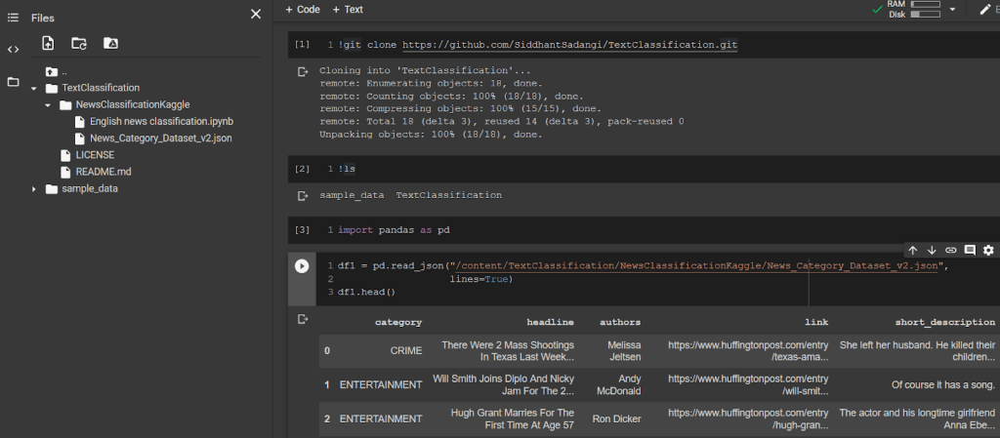 Files
..
TextClassification
NewsClassificationKaggle
English news classification.ipynb
News_Category_Dataset_v2.json
LICENSE
README.md
sample_data
+ Code + Text
RAM
Disk
[1] 1 !git clone https://github.com/SiddhantSadangi/TextClassification.git
Cloning into 'TextClassification'...
remote: Enumerating objects: 18, done.
remote: Counting objects: 100% (18/18), done.
remote: Compressing objects: 100% (15/15), done.
remote: Total 18 (delta 3), reused 14 (delta 3), pack-reused 0
Unpacking objects: 100% (18/18), done.
[2] 1 !ls
sample_data TextClassification
[3] 1 import pandas as pd
1 df1 = pd.read_json("/content/TextClassification/NewsClassificationKaggle/News_Category_Dataset_v2.json",
2 lines=True)
3 df1.head()
category headline authors link short_description
0 CRIME There Were 2 Mass Shootings Melissa https://www.huffingtonpost.com/entry She left her husband. He killed their
In Texas Last Week... Jeltsen /texas-ama... children...
1 ENTERTAINMENT Will Smith Joins Diplo And Nicky Andy https://www.huffingtonpost.com/entry Of course it has a song.
Jam For The 2... McDonald /will-smit...
2 ENTERTAINMENT Hugh Grant Marries For The Ron Dicker https://www.huffingtonpost.com/entry The actor and his longtime girlfriend
First Time At Age 57 /hugh-gran... Anna Ebe...